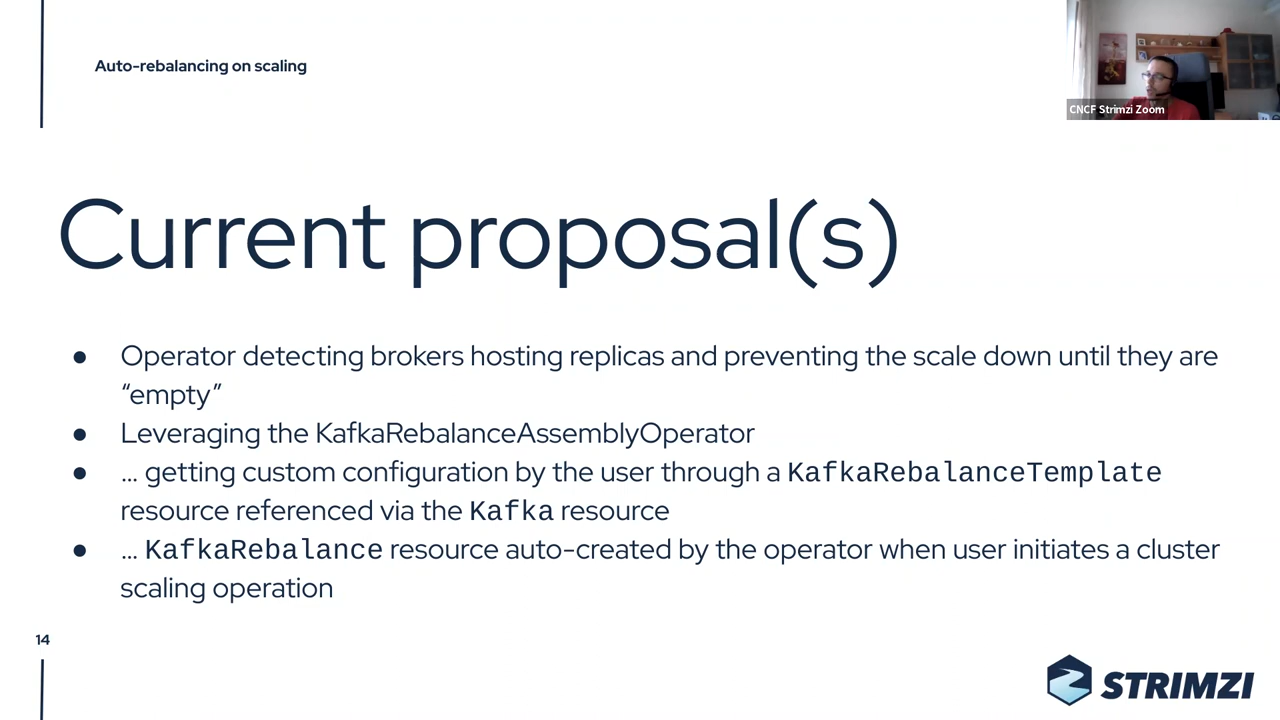 Auto-rebalancing on scaling
CNCF Strimzi Zoom
Current proposal(s)
● Operator detecting brokers hosting replicas and preventing the scale down until they are
“empty”
● Leveraging the KafkaRebalanceAssemblyOperator
● … getting custom configuration by the user through a KafkaRebalanceTemplate
resource referenced via the Kafka resource
● … KafkaRebalance resource auto-created by the operator when user initiates a cluster
scaling operation
14
STRIMZI